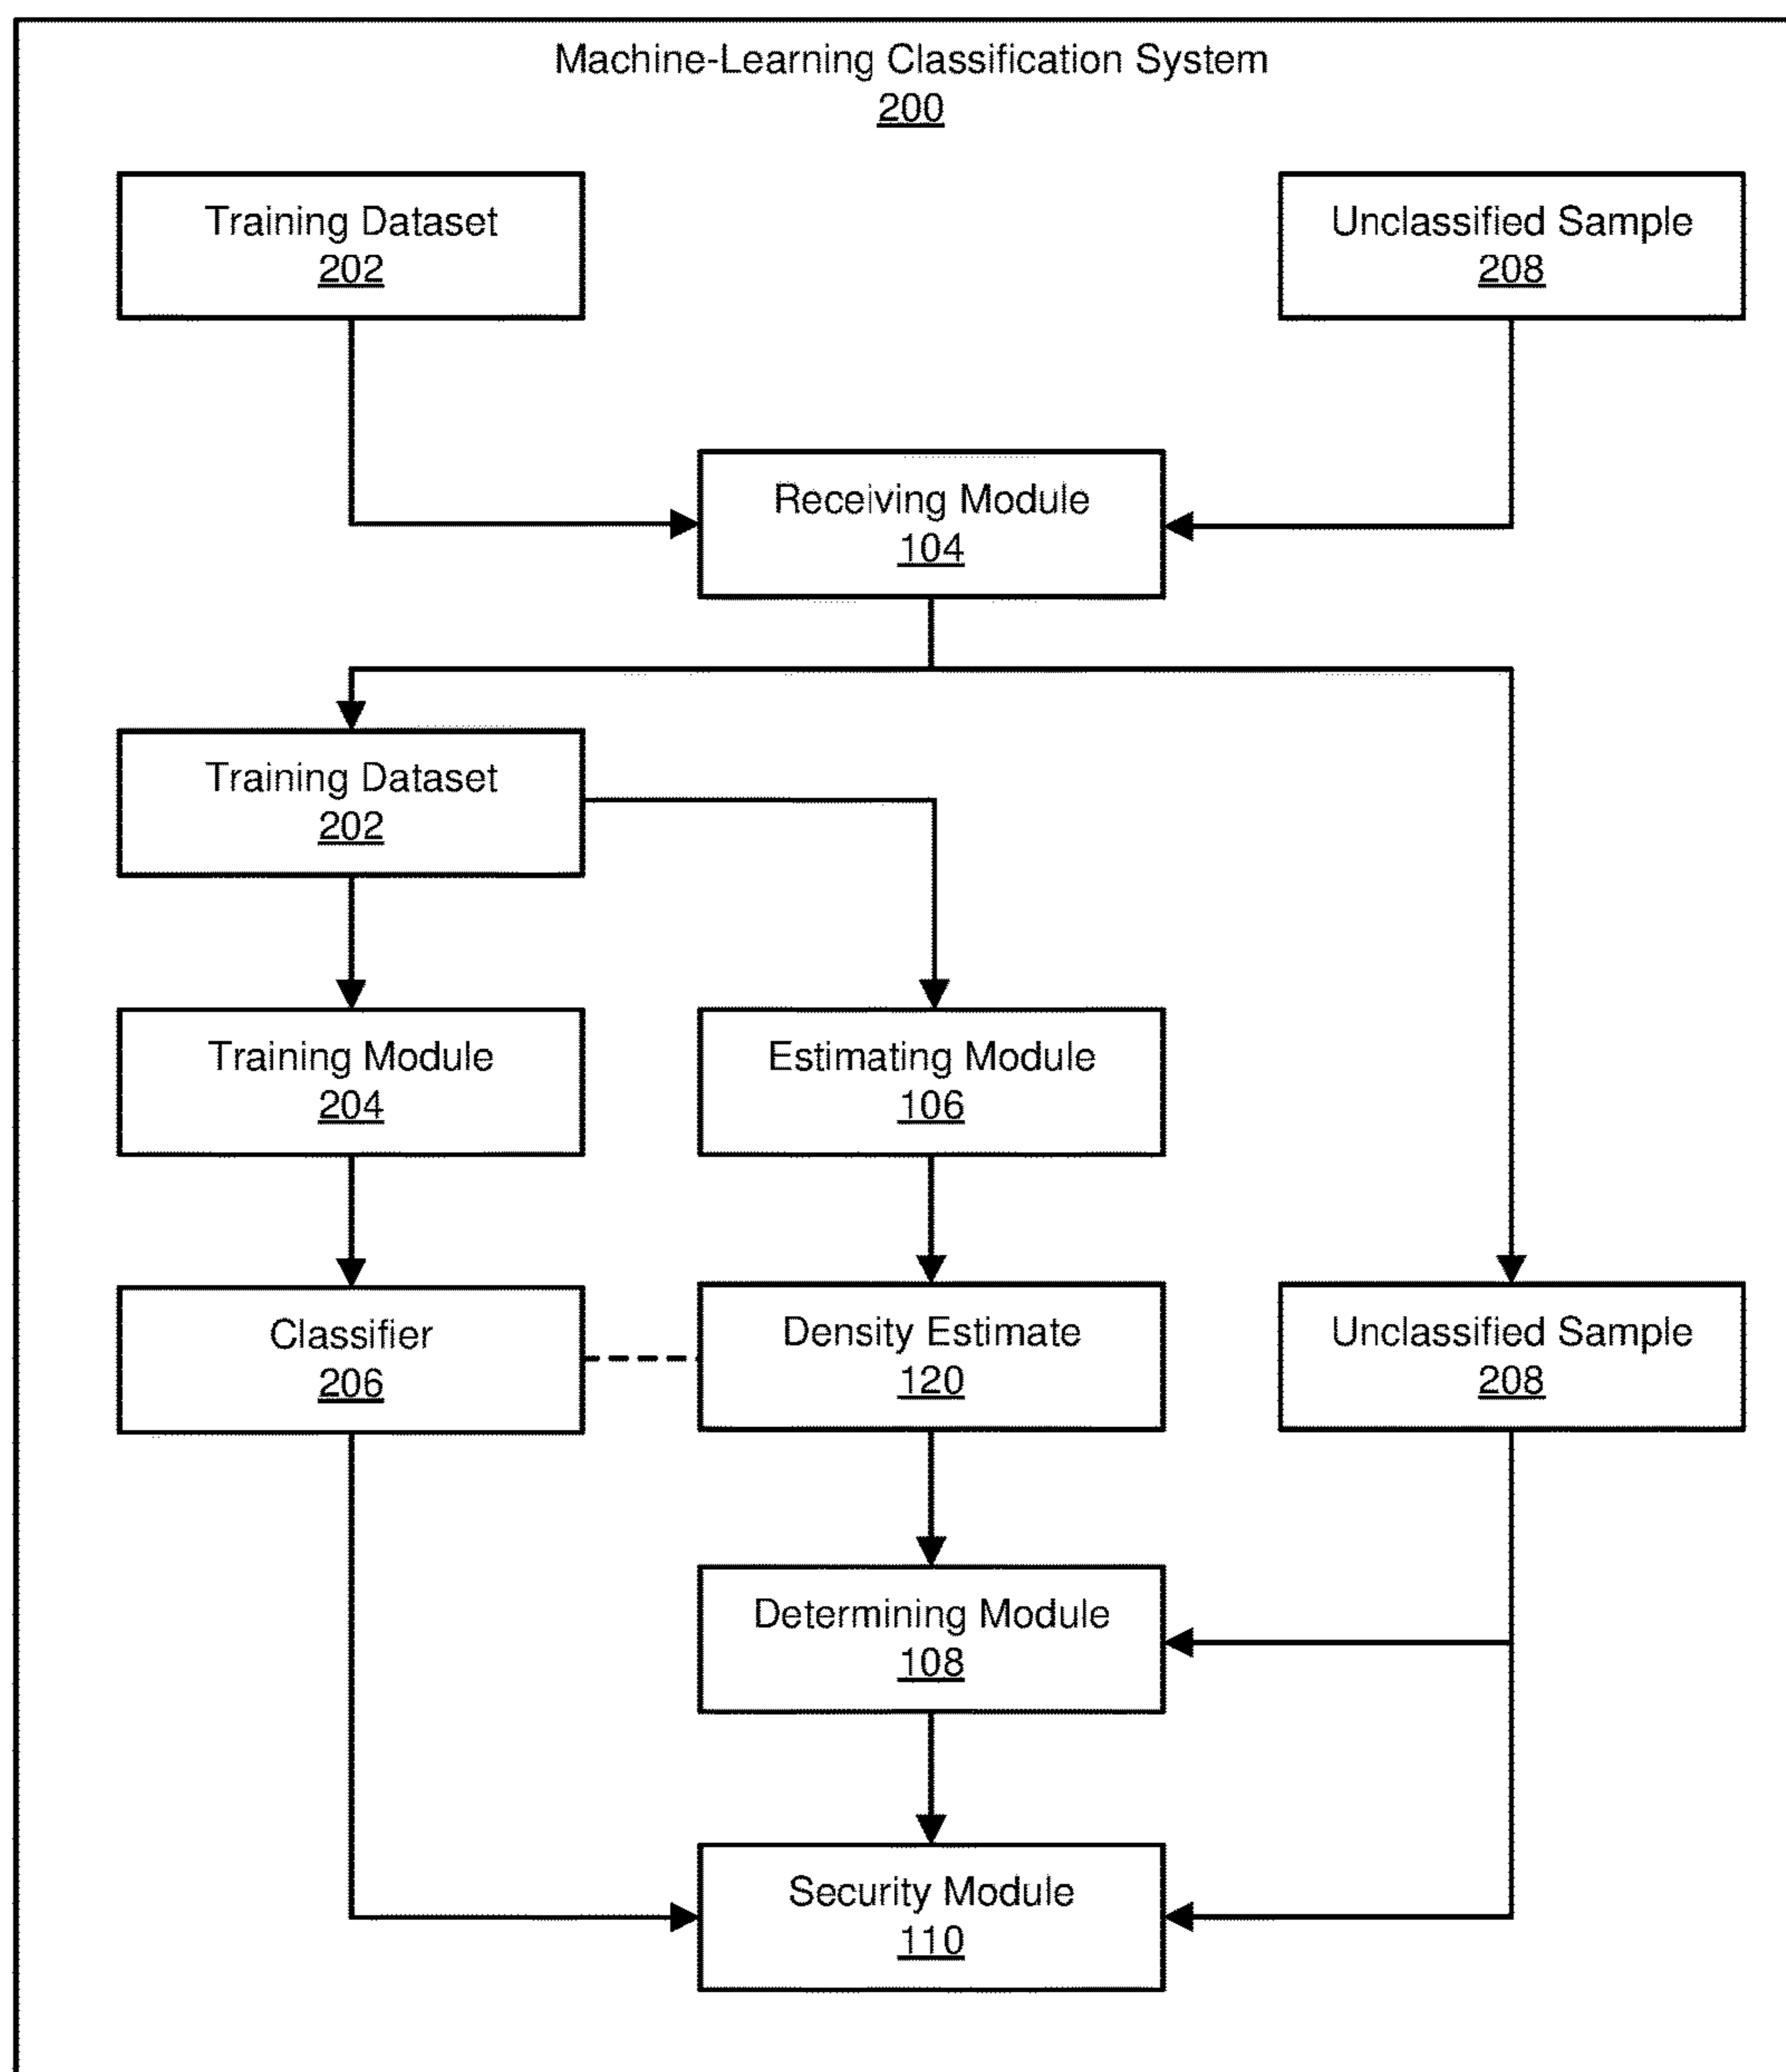 Machine-Learning Classification System
200
Training Dataset
202
Unclassified Sample
208
Receiving Module
104
Training Dataset
202
Training Module
204
Estimating Module
106
Classifier
206
Density Estimate
120
Unclassified Sample
208
Determining Module
108
Security Module
110